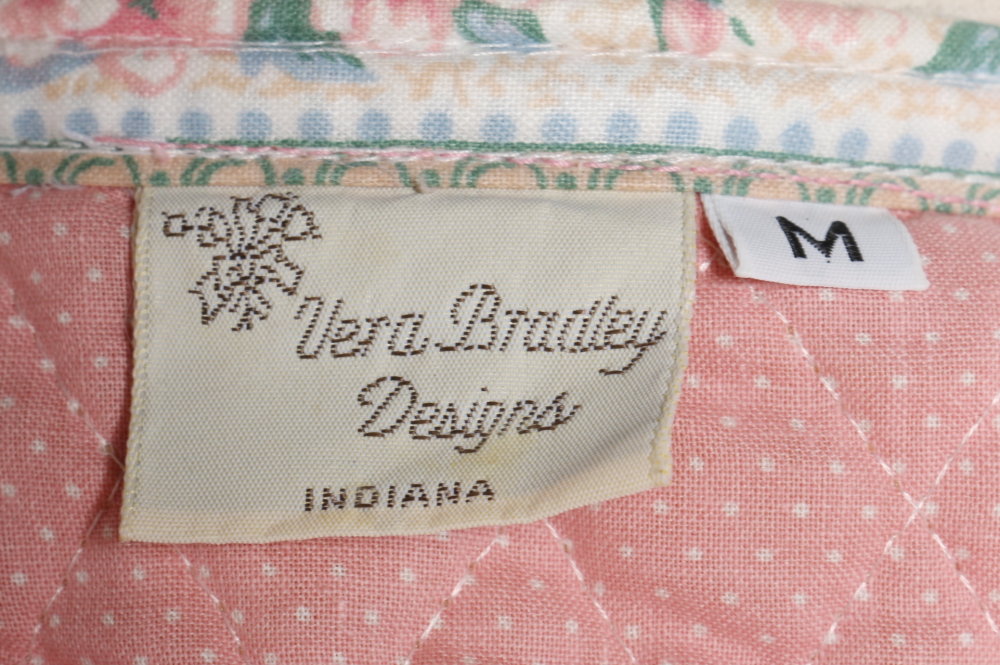 Vera Bradley
Designs
INDIANA
M